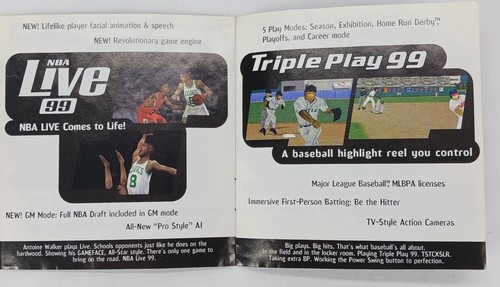 NEW! Lifelike player facial animation & speech
NEW! Revolutionary game engine
NBA
Live
99
NBA LIVE Comes to Life!
8
NEW! GM Mode: Full NBA Draft included in GM mode
All-New "Pro Style" AI
Antoine Walker plays Live. Schools opponents just like he does on the
hardwood. Showing his GAMEFACE, All-Star style. There's only one game to
bring on the road. NBA Live 99.
5 Play Modes: Season, Exhibition, Home Run Derby™,
Playoffs, and Career mode
Triple Play 99
A baseball highlight reel you control
Major League Baseball®, MLBPA licenses
Immersive First-Person Batting: Be the Hitter
TV-Style Action Cameras
Big plays. Big hits. That's what baseball's all about.
In the field and in the locker room. Playing Triple Play 99. TSTCXSLR.
Taking extra BP. Working the Power Swing button to perfection.